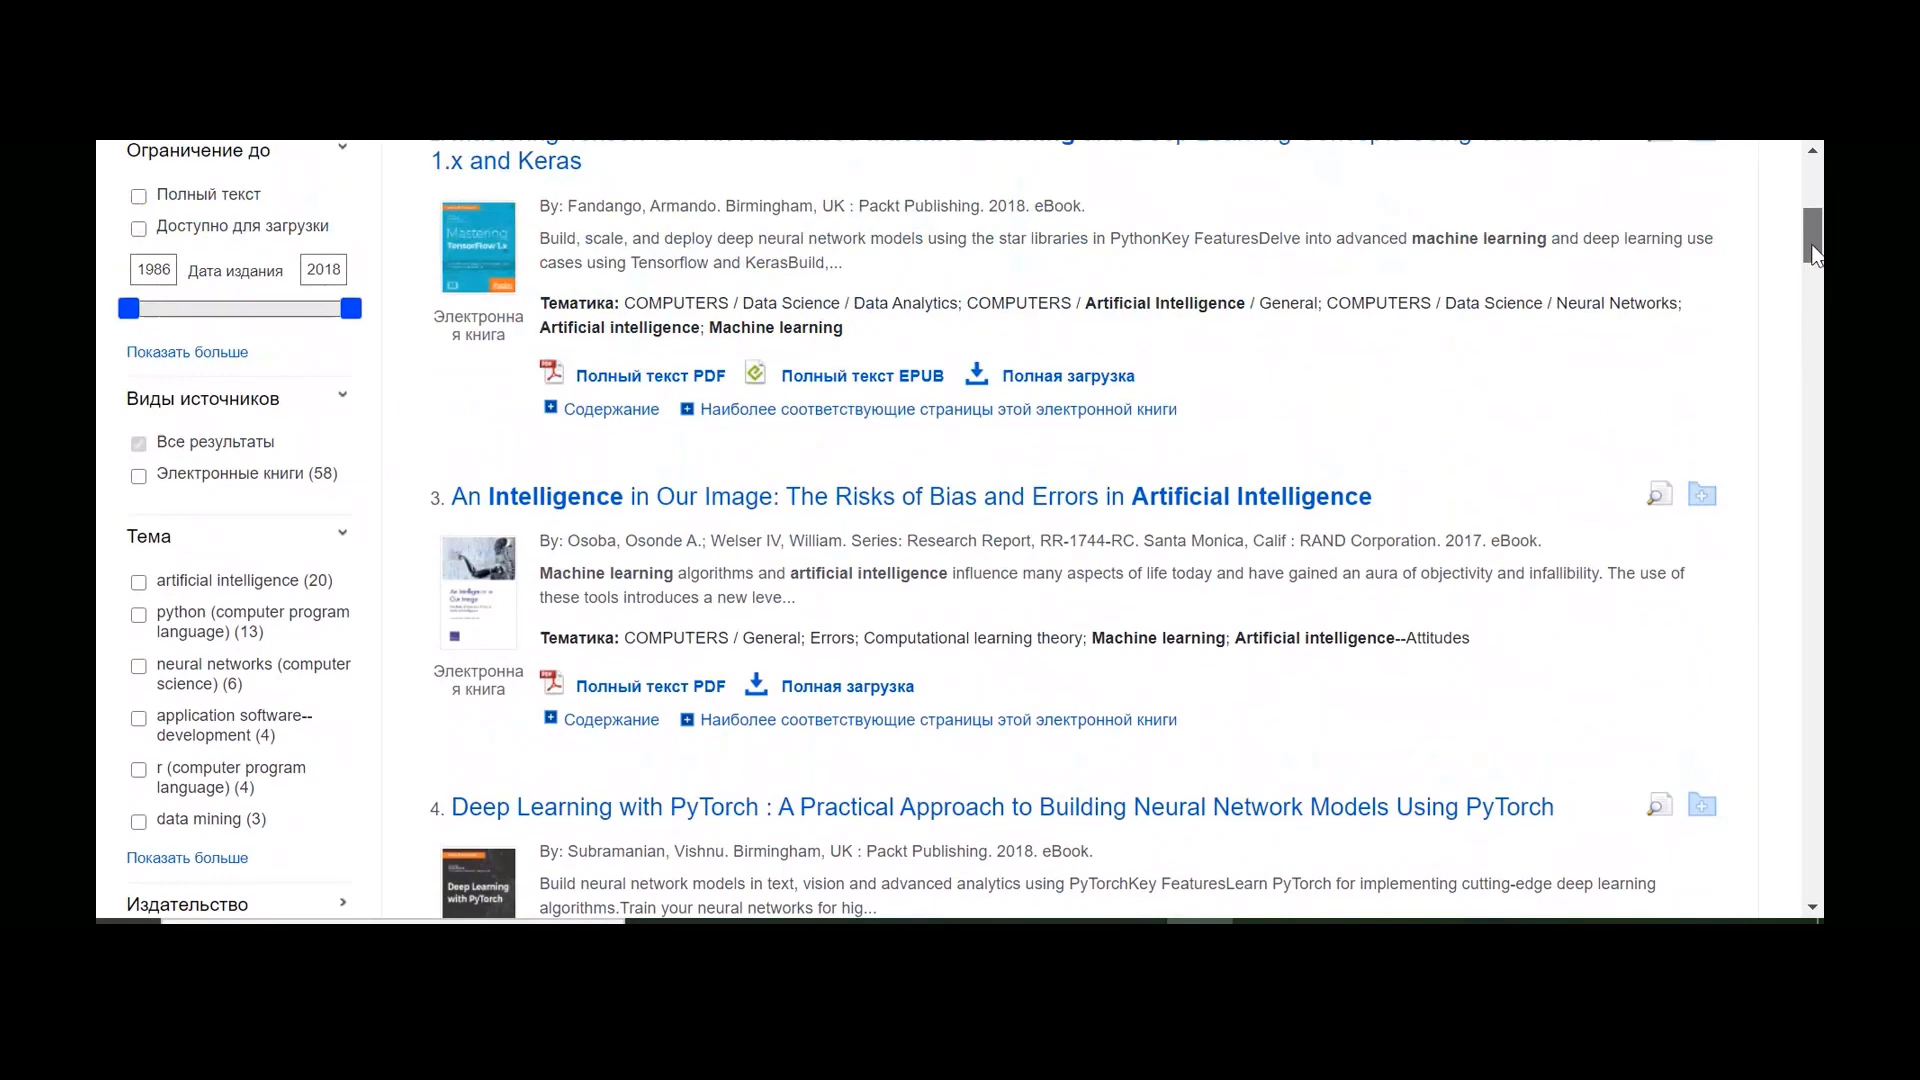 Ограничение до
Полный текст
Доступно для загрузки
1986 Дата издания 2018
Показать больше
Виды источников
Все результаты
Электронные книги (58)
Тема
artificial intelligence (20)
python (computer program
language) (13)
neural networks (computer
science) (6)
application software--
development (4)
r (computer program
language) (4)
data mining (3)
Показать больше
Издательство
1.x and Keras
Mastering
TensorFlow 1.x
Электронна
я книга
By: Fandango, Armando. Birmingham, UK : Packt Publishing. 2018. eBook.
Build, scale, and deploy deep neural network models using the star libraries in PythonKey FeaturesDelve into advanced machine learning and deep learning use
cases using Tensorflow and KerasBuild,...
Тематика: COMPUTERS / Data Science / Data Analytics; COMPUTERS / Artificial Intelligence / General; COMPUTERS / Data Science / Neural Networks;
Artificial intelligence; Machine learning
Полный текст PDF Полный текст EPUB Полная загрузка
Содержание Наиболее соответствующие страницы этой электронной книги
3. An Intelligence in Our Image: The Risks of Bias and Errors in Artificial Intelligence
An Intelligence in
Our Image
Электронна
я книга
By: Osoba, Osonde A.; Welser IV, William. Series: Research Report, RR-1744-RC. Santa Monica, Calif : RAND Corporation. 2017. eBook.
Machine learning algorithms and artificial intelligence influence many aspects of life today and have gained an aura of objectivity and infallibility. The use of
these tools introduces a new leve...
Тематика: COMPUTERS / General; Errors; Computational learning theory; Machine learning; Artificial intelligence--Attitudes
Полный текст PDF Полная загрузка
Содержание Наиболее соответствующие страницы этой электронной книги
4. Deep Learning with PyTorch : A Practical Approach to Building Neural Network Models Using PyTorch
Deep Learning
with PyTorch
By: Subramanian, Vishnu. Birmingham, UK : Packt Publishing. 2018. eBook.
Build neural network models in text, vision and advanced analytics using PyTorchKey FeaturesLearn PyTorch for implementing cutting-edge deep learning
algorithms.Train your neural networks for hig...